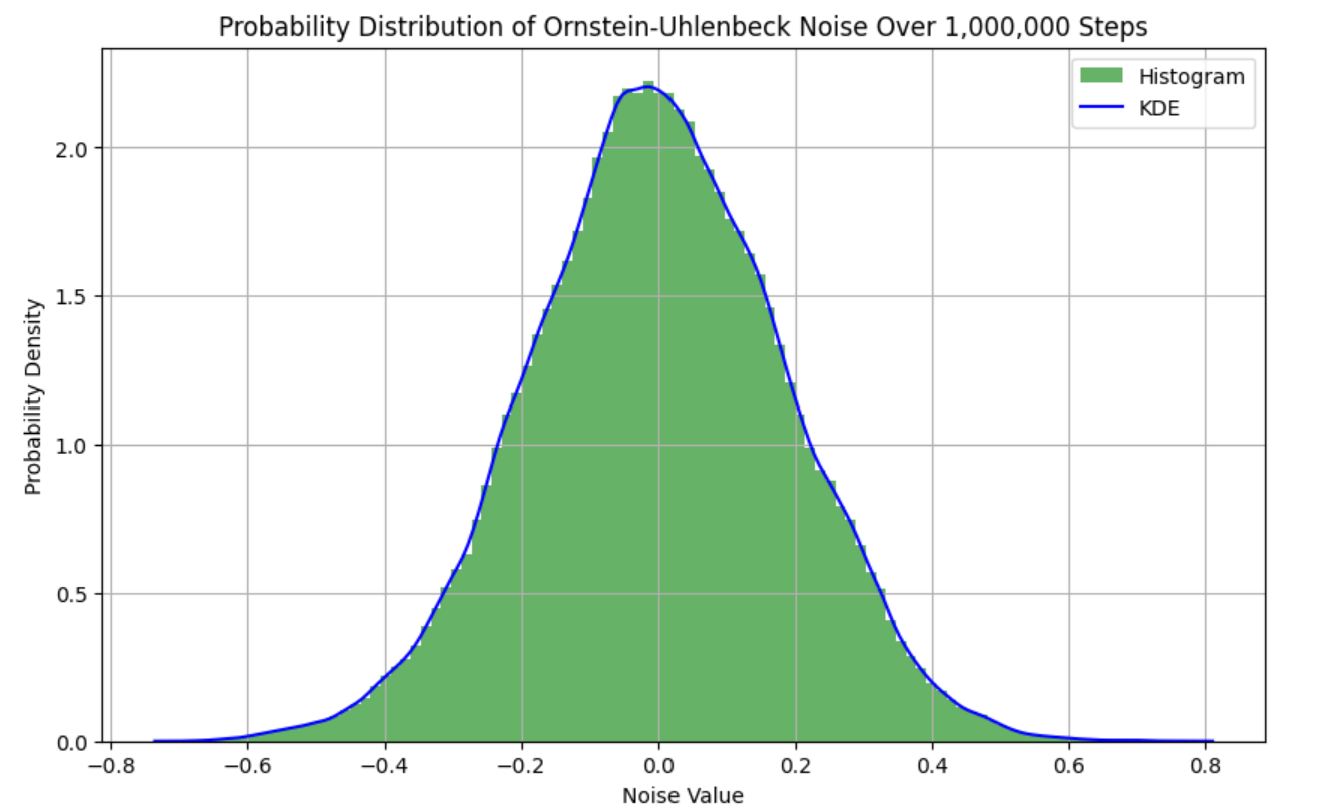 Probability Distribution of Ornstein-Uhlenbeck Noise Over 1,000,000 Steps
Histogram
KDE
Probability Density
2.0
1.5
1.0
0.5
0.0
−0.8 −0.6 −0.4 −0.2 0.0 0.2 0.4 0.6 0.8
Noise Value